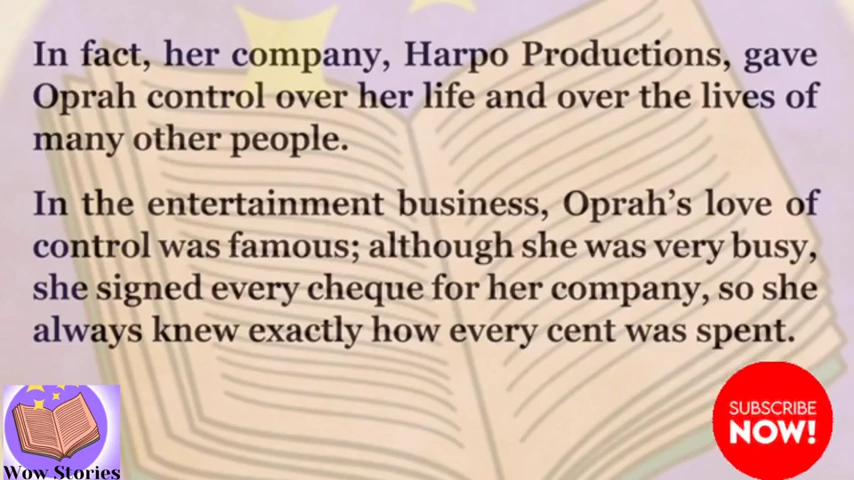 In fact, her company, Harpo Productions, gave
Oprah control over her life and over the lives of
many other people.
In the entertainment business, Oprah’s love of
control was famous; although she was very busy,
she signed every cheque for her company, so she
always knew exactly how every cent was spent.
Wow Stories
SUBSCRIBE
NOW!